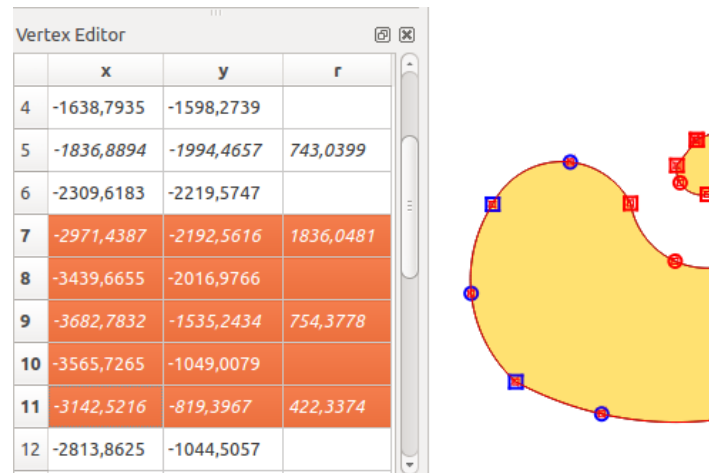 Vertex Editor
x y r
4 -1638,7935 -1598,2739
5 -1836,8894 -1994,4657 743,0399
6 -2309,6183 -2219,5747
7 -2971,4387 -2192,5616 1836,0481
8 -3439,6655 -2016,9766
9 -3682,7832 -1535,2434 754,3778
10 -3565,7265 -1049,0079
11 -3142,5216 -819,3967 422,3374
12 -2813,8625 -1044,5057